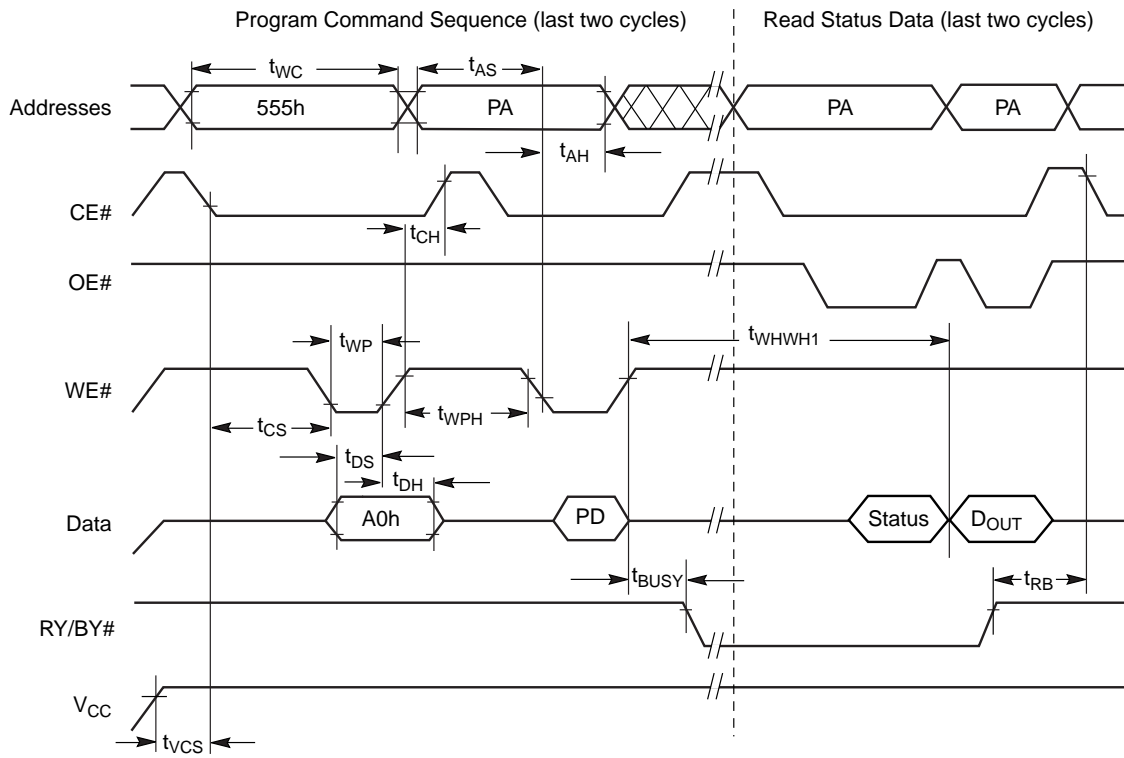 Program Command Sequence (last two cycles)
Read Status Data (last two cycles)
tWC
tAS
Addresses
555h
PA
PA
PA
tAH
CE#
tCH
OE#
tWP
tWHWH1
WE#
tCS
tWPH
tDS
tDH
Data
A0h
PD
Status
DOUT
tBUSY
tRB
RY/BY#
VCC
tVCS